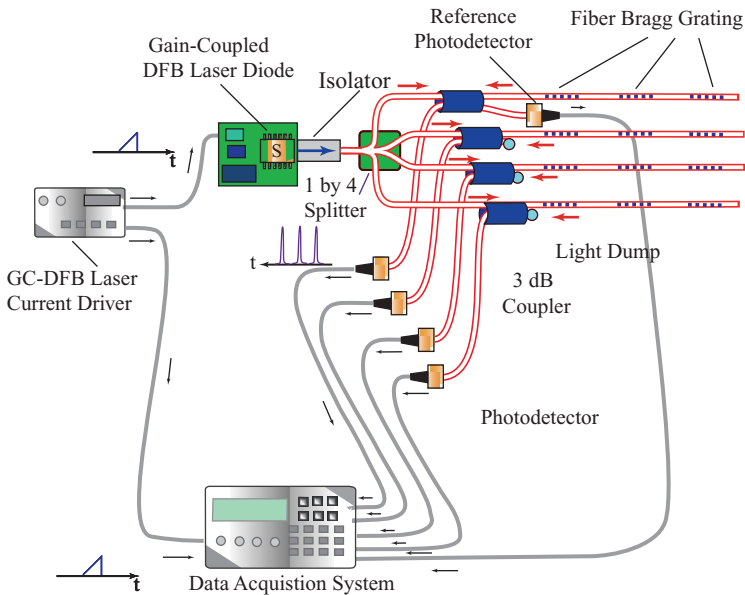 Reference
Photodetector
Fiber Bragg Grating
Gain-Coupled
DFB Laser Diode
Isolator
S
t
1 by 4
Splitter
t
GC-DFB Laser
Current Driver
Light Dump
3 dB
Coupler
Photodetector
t
Data Acquistion System